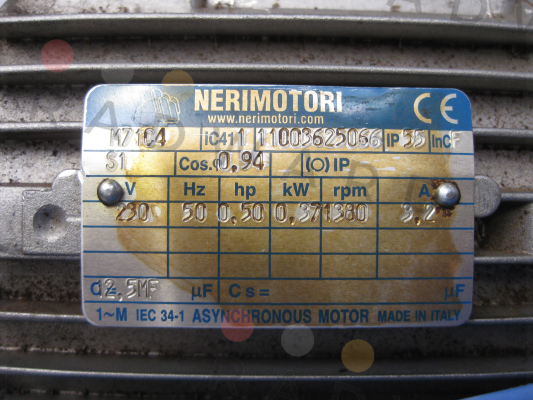 NERIMOTORI
www.nerimotori.com
CE
M71C4 IC411 11003625066 IP 55 InCF
S1 Cos. 0,94 IP
V Hz hp kW rpm A
230 50 0,50 0,37 1380 3,2
12,5MF µF Cs= µF
1~M IEC 34-1 ASYNCHRONOUS MOTOR MADE IN ITALY